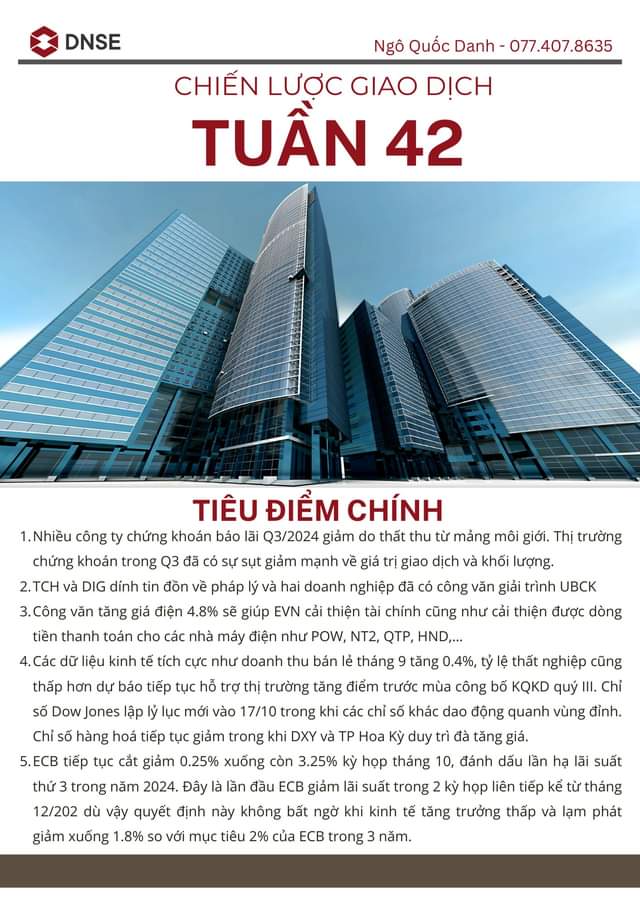 DNSE
Ngô Quốc Danh - 077.407.8635
CHIẾN LƯỢC GIAO DỊCH
TUẦN 42
TIÊU ĐIỂM CHÍNH
1. Nhiều công ty chứng khoán báo lãi Q3/2024 giảm do thất thu từ mảng môi giới. Thị trường
chứng khoán trong Q3 đã có sự sụt giảm mạnh về giá trị giao dịch và khối lượng.
2. TCH và DIG dính tin đồn về pháp lý và hai doanh nghiệp đã có công văn giải trình UBCK
3. Công văn tăng giá điện 4.8% sẽ giúp EVN cải thiện tài chính cũng như cải thiện được dòng
tiền thanh toán cho các nhà máy điện như POW, NT2, QTP, HND,...
4. Các dữ liệu kinh tế tích cực như doanh thu bán lẻ tháng 9 tăng 0.4%, tỷ lệ thất nghiệp cũng
thấp hơn dự báo tiếp tục hỗ trợ thị trường tăng điểm trước mùa công bố KQKD quý III. Chỉ
số Dow Jones lập lỷ lục mới vào 17/10 trong khi các chỉ số khác dao động quanh vùng đỉnh.
Chỉ số hàng hoá tiếp tục giảm trong khi DXY và TP Hoa Kỳ duy trì đà tăng giá.
5. ECB tiếp tục cắt giảm 0.25% xuống còn 3.25% kỳ họp tháng 10, đánh dấu lần hạ lãi suất
thứ 3 trong năm 2024. Đây là lần đầu ECB giảm lãi suất trong 2 kỳ họp liên tiếp kể từ tháng
12/202 dù vậy quyết định này không bất ngờ khi kinh tế tăng trưởng thấp và lạm phát
giảm xuống 1.8% so với mục tiêu 2% của ECB trong 3 năm.